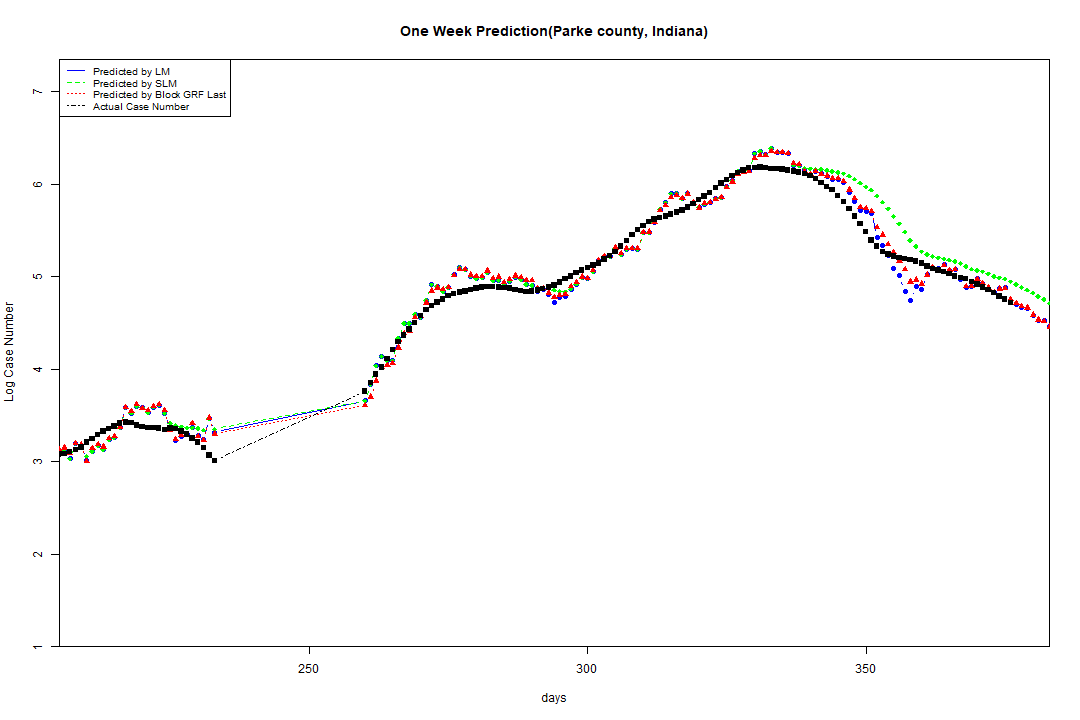 One Week Prediction(Parke county, Indiana)
Predicted by LM
Predicted by SLM
Predicted by Block GRF Last
Actual Case Number
7
6
5
4
3
2
1
Log Case Number
250
300
350
days